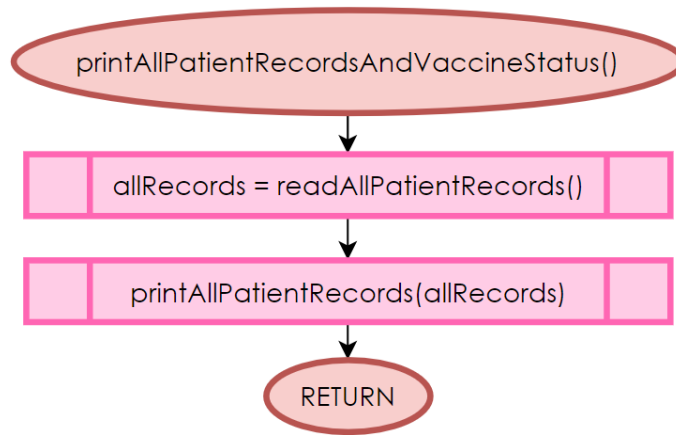 printAllPatientRecordsAndVaccineStatus()
allRecords = readAllPatientRecords()
printAllPatientRecords(allRecords)
RETURN